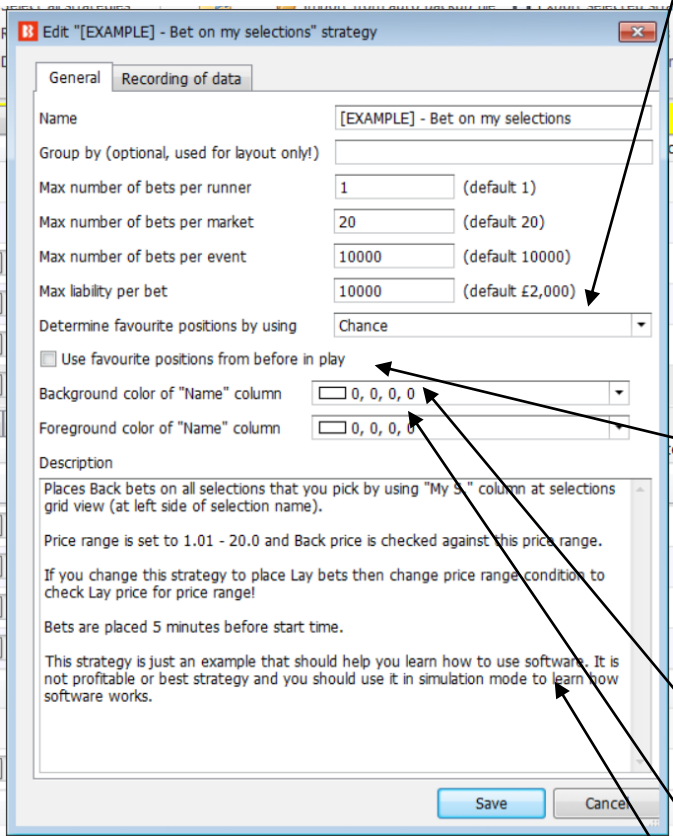 Edit "[EXAMPLE] - Bet on my selections" strategy
General Recording of data
Name [EXAMPLE] - Bet on my selections
Group by (optional, used for layout only!)
Max number of bets per runner 1 (default 1)
Max number of bets per market 20 (default 20)
Max number of bets per event 10000 (default 10000)
Max liability per bet 10000 (default £2,000)
Determine favourite positions by using Chance
Use favourite positions from before in play
Background color of "Name" column 0, 0, 0, 0
Foreground color of "Name" column 0, 0, 0, 0
Description
Places Back bets on all selections that you pick by using "My S." column at selections
grid view (at left side of selection name).
Price range is set to 1.01 - 20.0 and Back price is checked against this price range.
If you change this strategy to place Lay bets then change price range condition to
check Lay price for price range!
Bets are placed 5 minutes before start time.
This strategy is just an example that should help you learn how to use software. It is
not profitable or best strategy and you should use it in simulation mode to learn how
software works.
Save Cancel